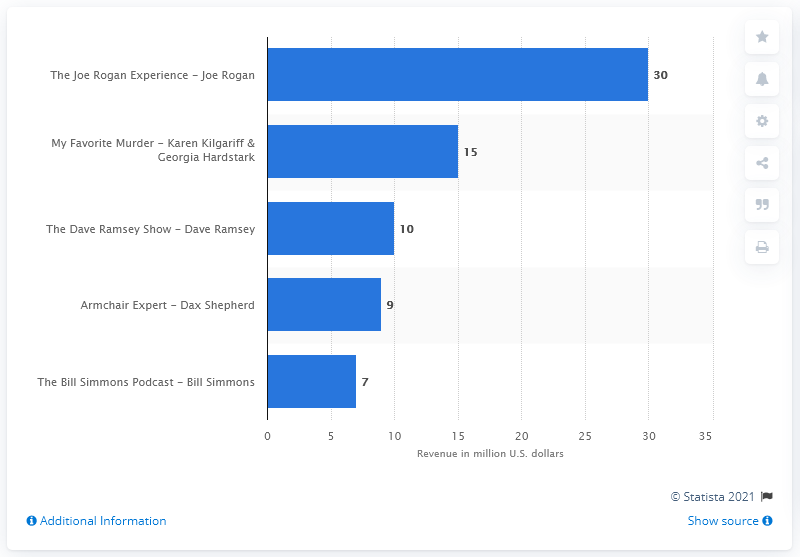 The Joe Rogan Experience – Joe Rogan
30
My Favorite Murder – Karen Kilgariff &
Georgia Hardstark
15
The Dave Ramsey Show – Dave Ramsey
10
Armchair Expert – Dax Shepherd
9
The Bill Simmons Podcast – Bill Simmons
7
0 5 10 15 20 25 30 35
Revenue in million U.S. dollars
© Statista 2021
Additional Information
Show source